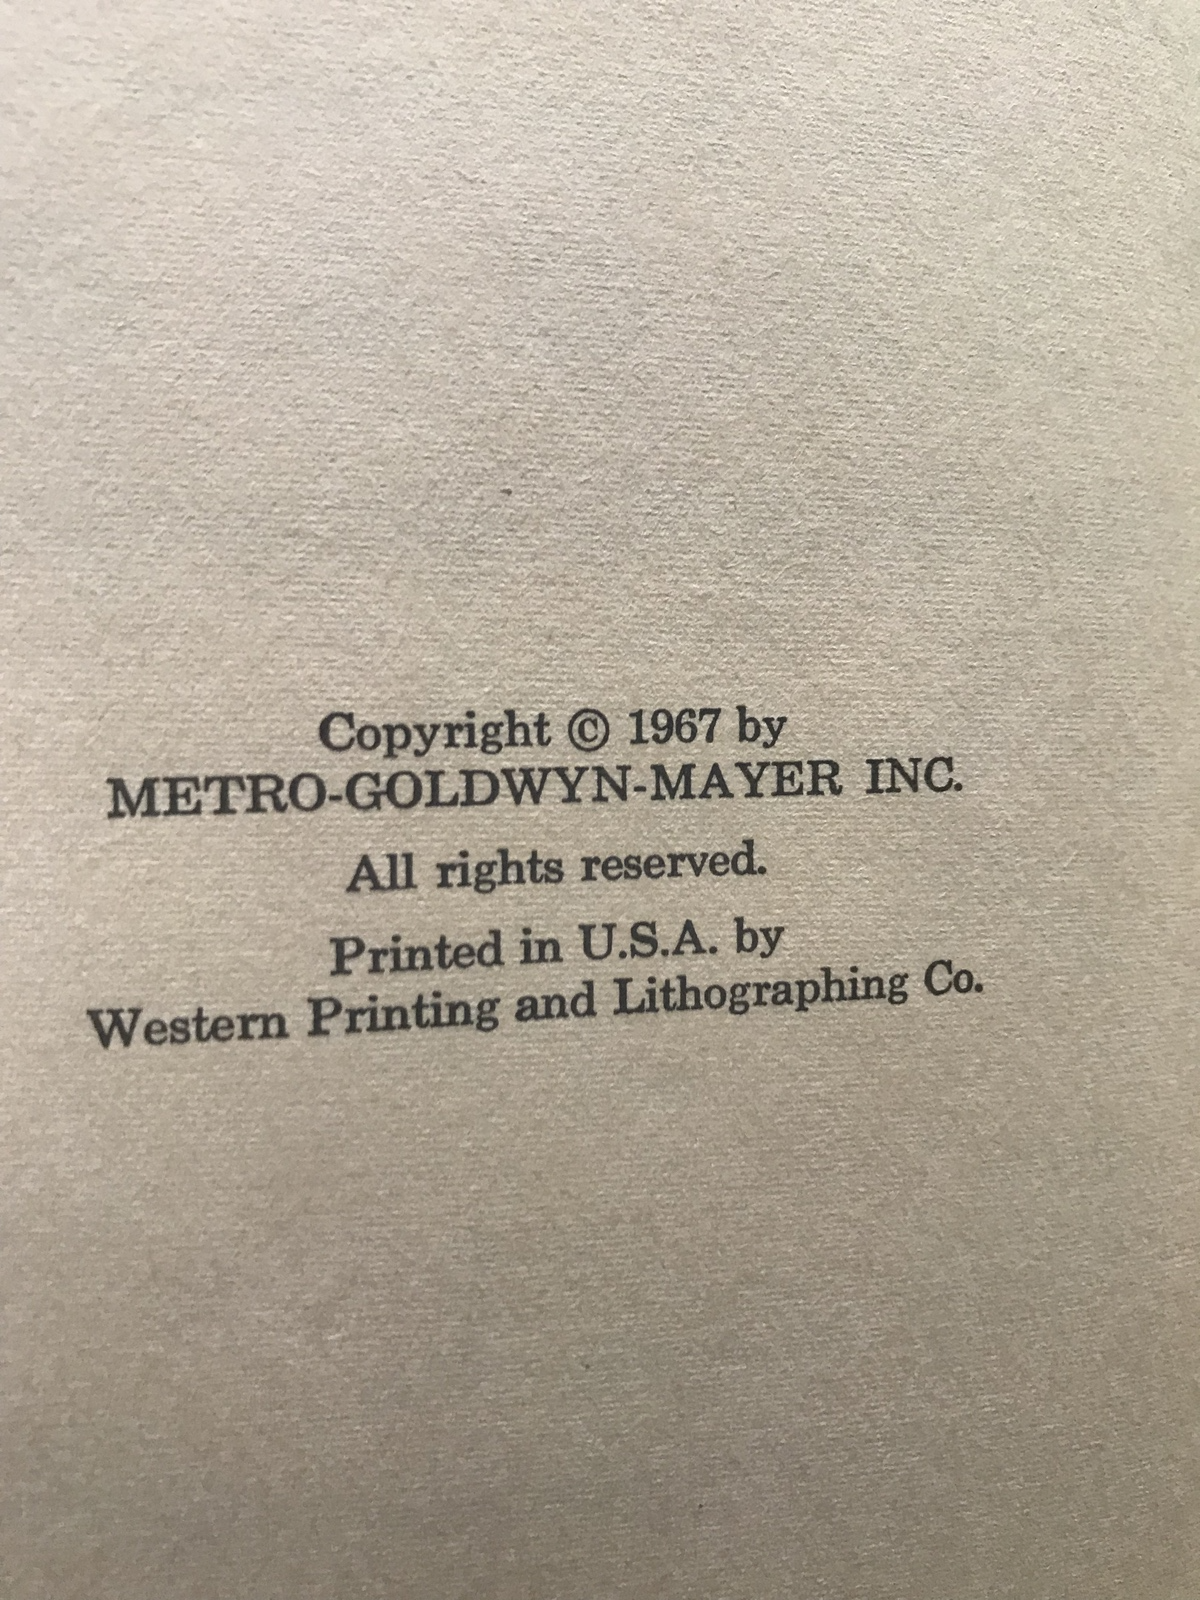 Copyright © 1967 by
METRO-GOLDWYN-MAYER INC.
All rights reserved.
Printed in U.S.A. by
Western Printing and Lithographing Co.